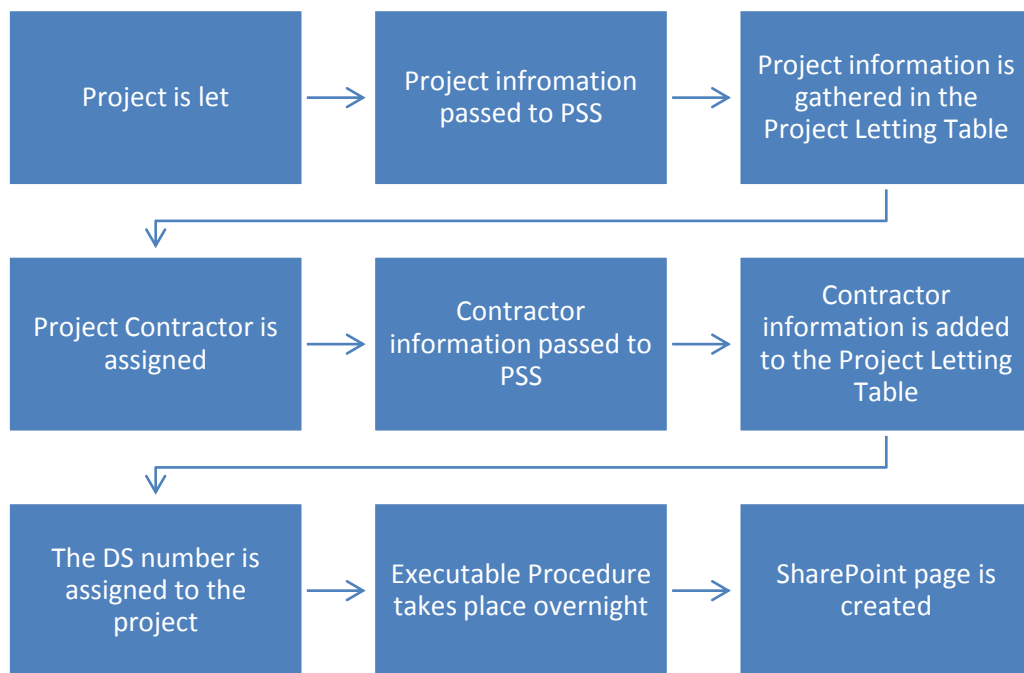 Project is let
Project infromation
passed to PSS
Project information is
gathered in the
Project Letting Table
Project Contractor is
assigned
Contractor
information passed to
PSS
Contractor
information is added
to the Project Letting
Table
The DS number is
assigned to the
project
Executable Procedure
takes place overnight
SharePoint page is
created